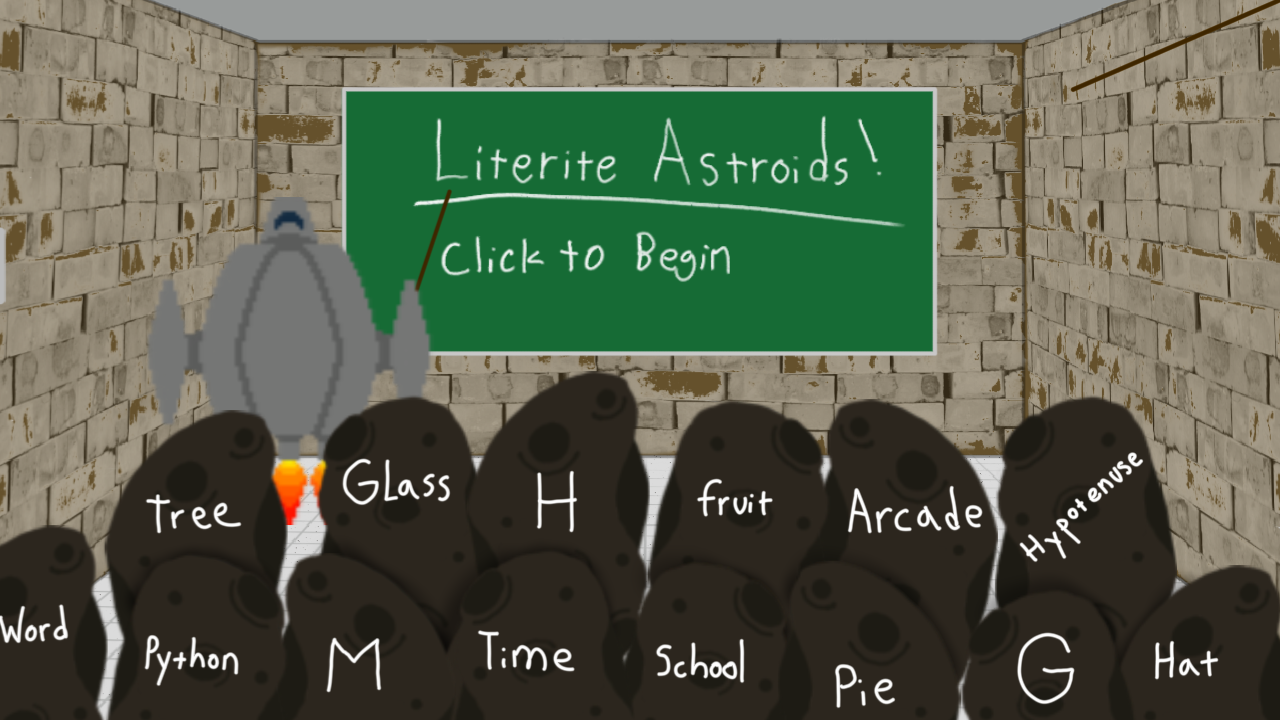 Literite Astroids!
Click to Begin
Tree
Glass
H
fruit
Arcade
Hypotenuse
Word
Python
M
Time
School
Pie
G
Hat